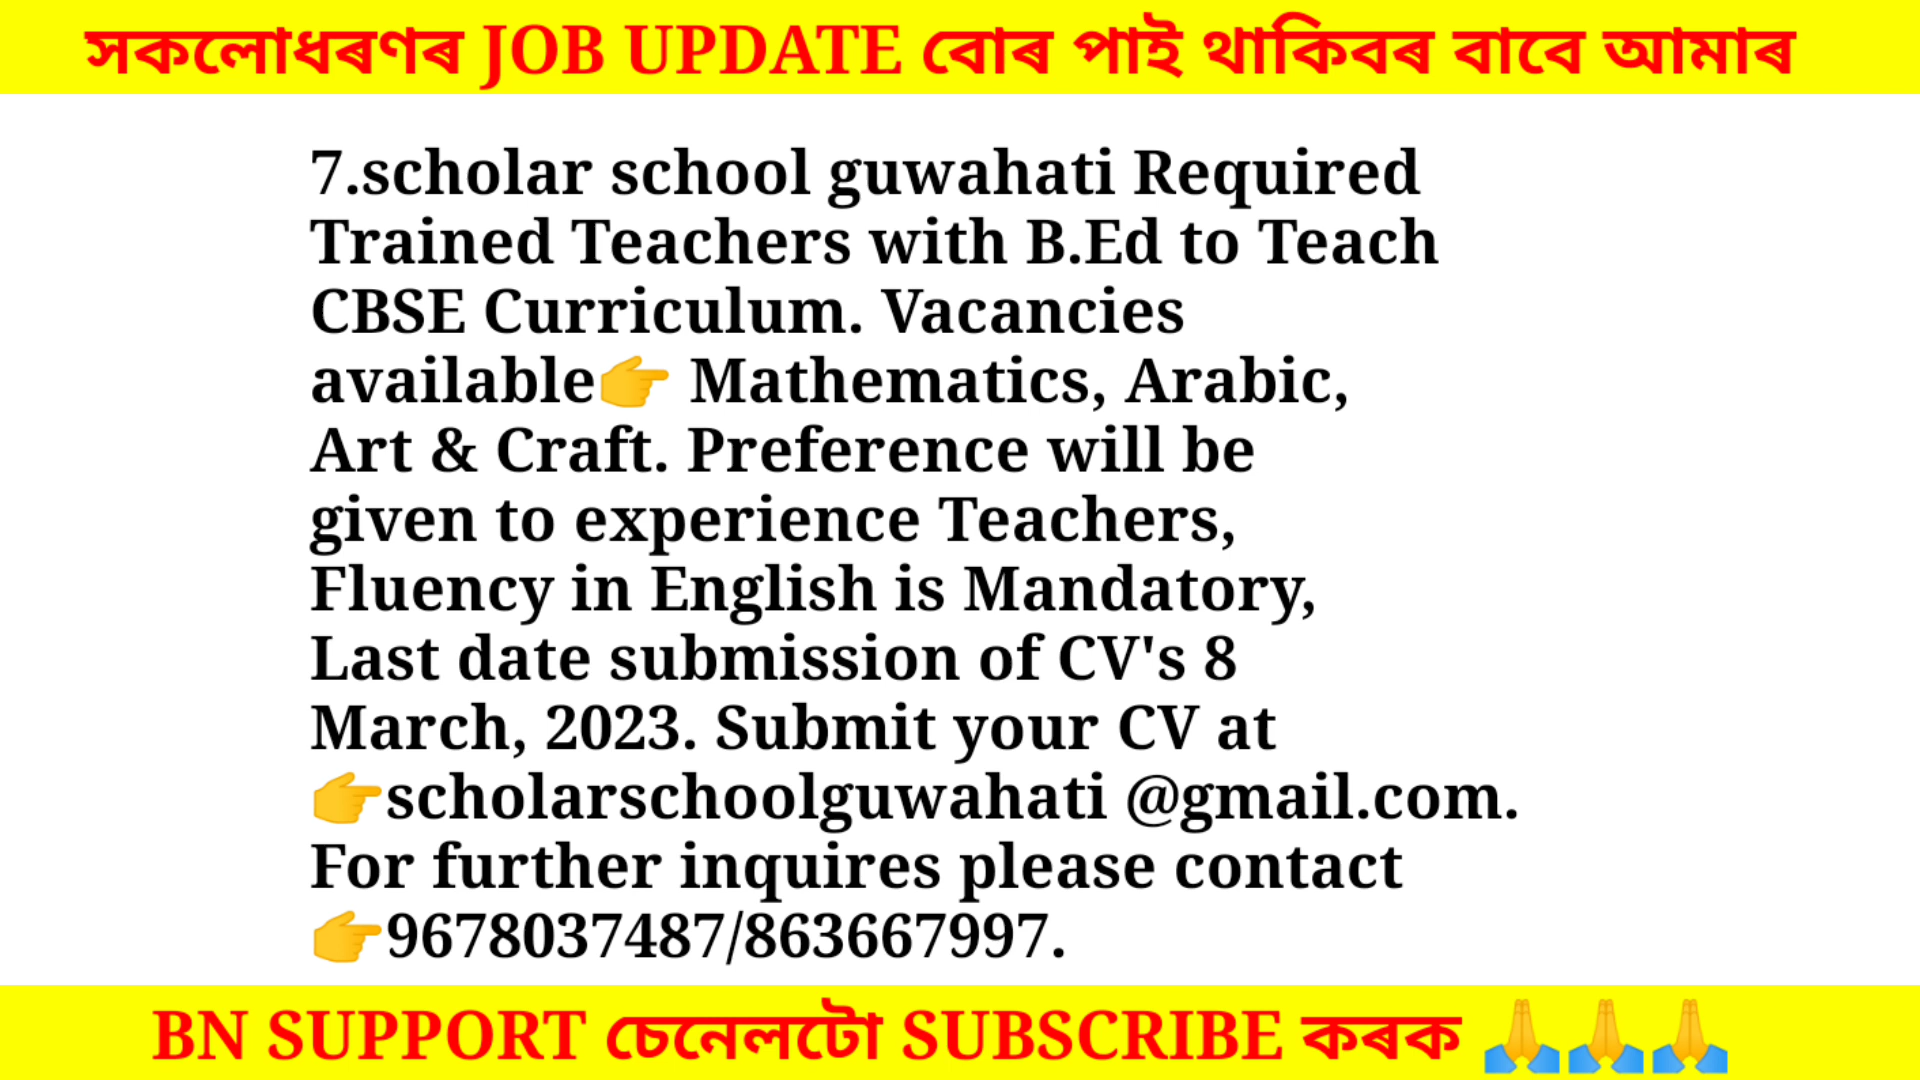 সকলোধৰণৰ JOB UPDATE বোৰ পাই থাকিবৰ বাবে আমাৰ
7.scholar school guwahati Required
Trained Teachers with B.Ed to Teach
CBSE Curriculum. Vacancies
available👉 Mathematics, Arabic,
Art & Craft. Preference will be
given to experience Teachers,
Fluency in English is Mandatory,
Last date submission of CV's 8
March, 2023. Submit your CV at
👉scholarschoolguwahati @gmail.com.
For further inquires please contact
👉9678037487/863667997.
BN SUPPORT চেনেলটো SUBSCRIBE কৰক 🙏🙏🙏